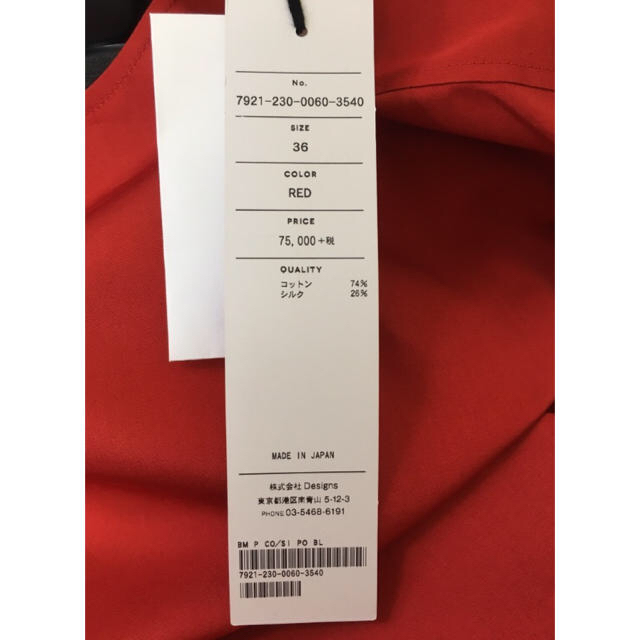 No.
7921-230-0060-3540
SIZE
36
COLOR
RED
PRICE
75,000+税
QUALITY
コットン 74%
シルク 26%
MADE IN JAPAN
株式会社 Designs
東京都港区南青山 5-12-3
PHONE 03-5468-6191
BM P CO/SI PO BL
7921-230-0060-3540